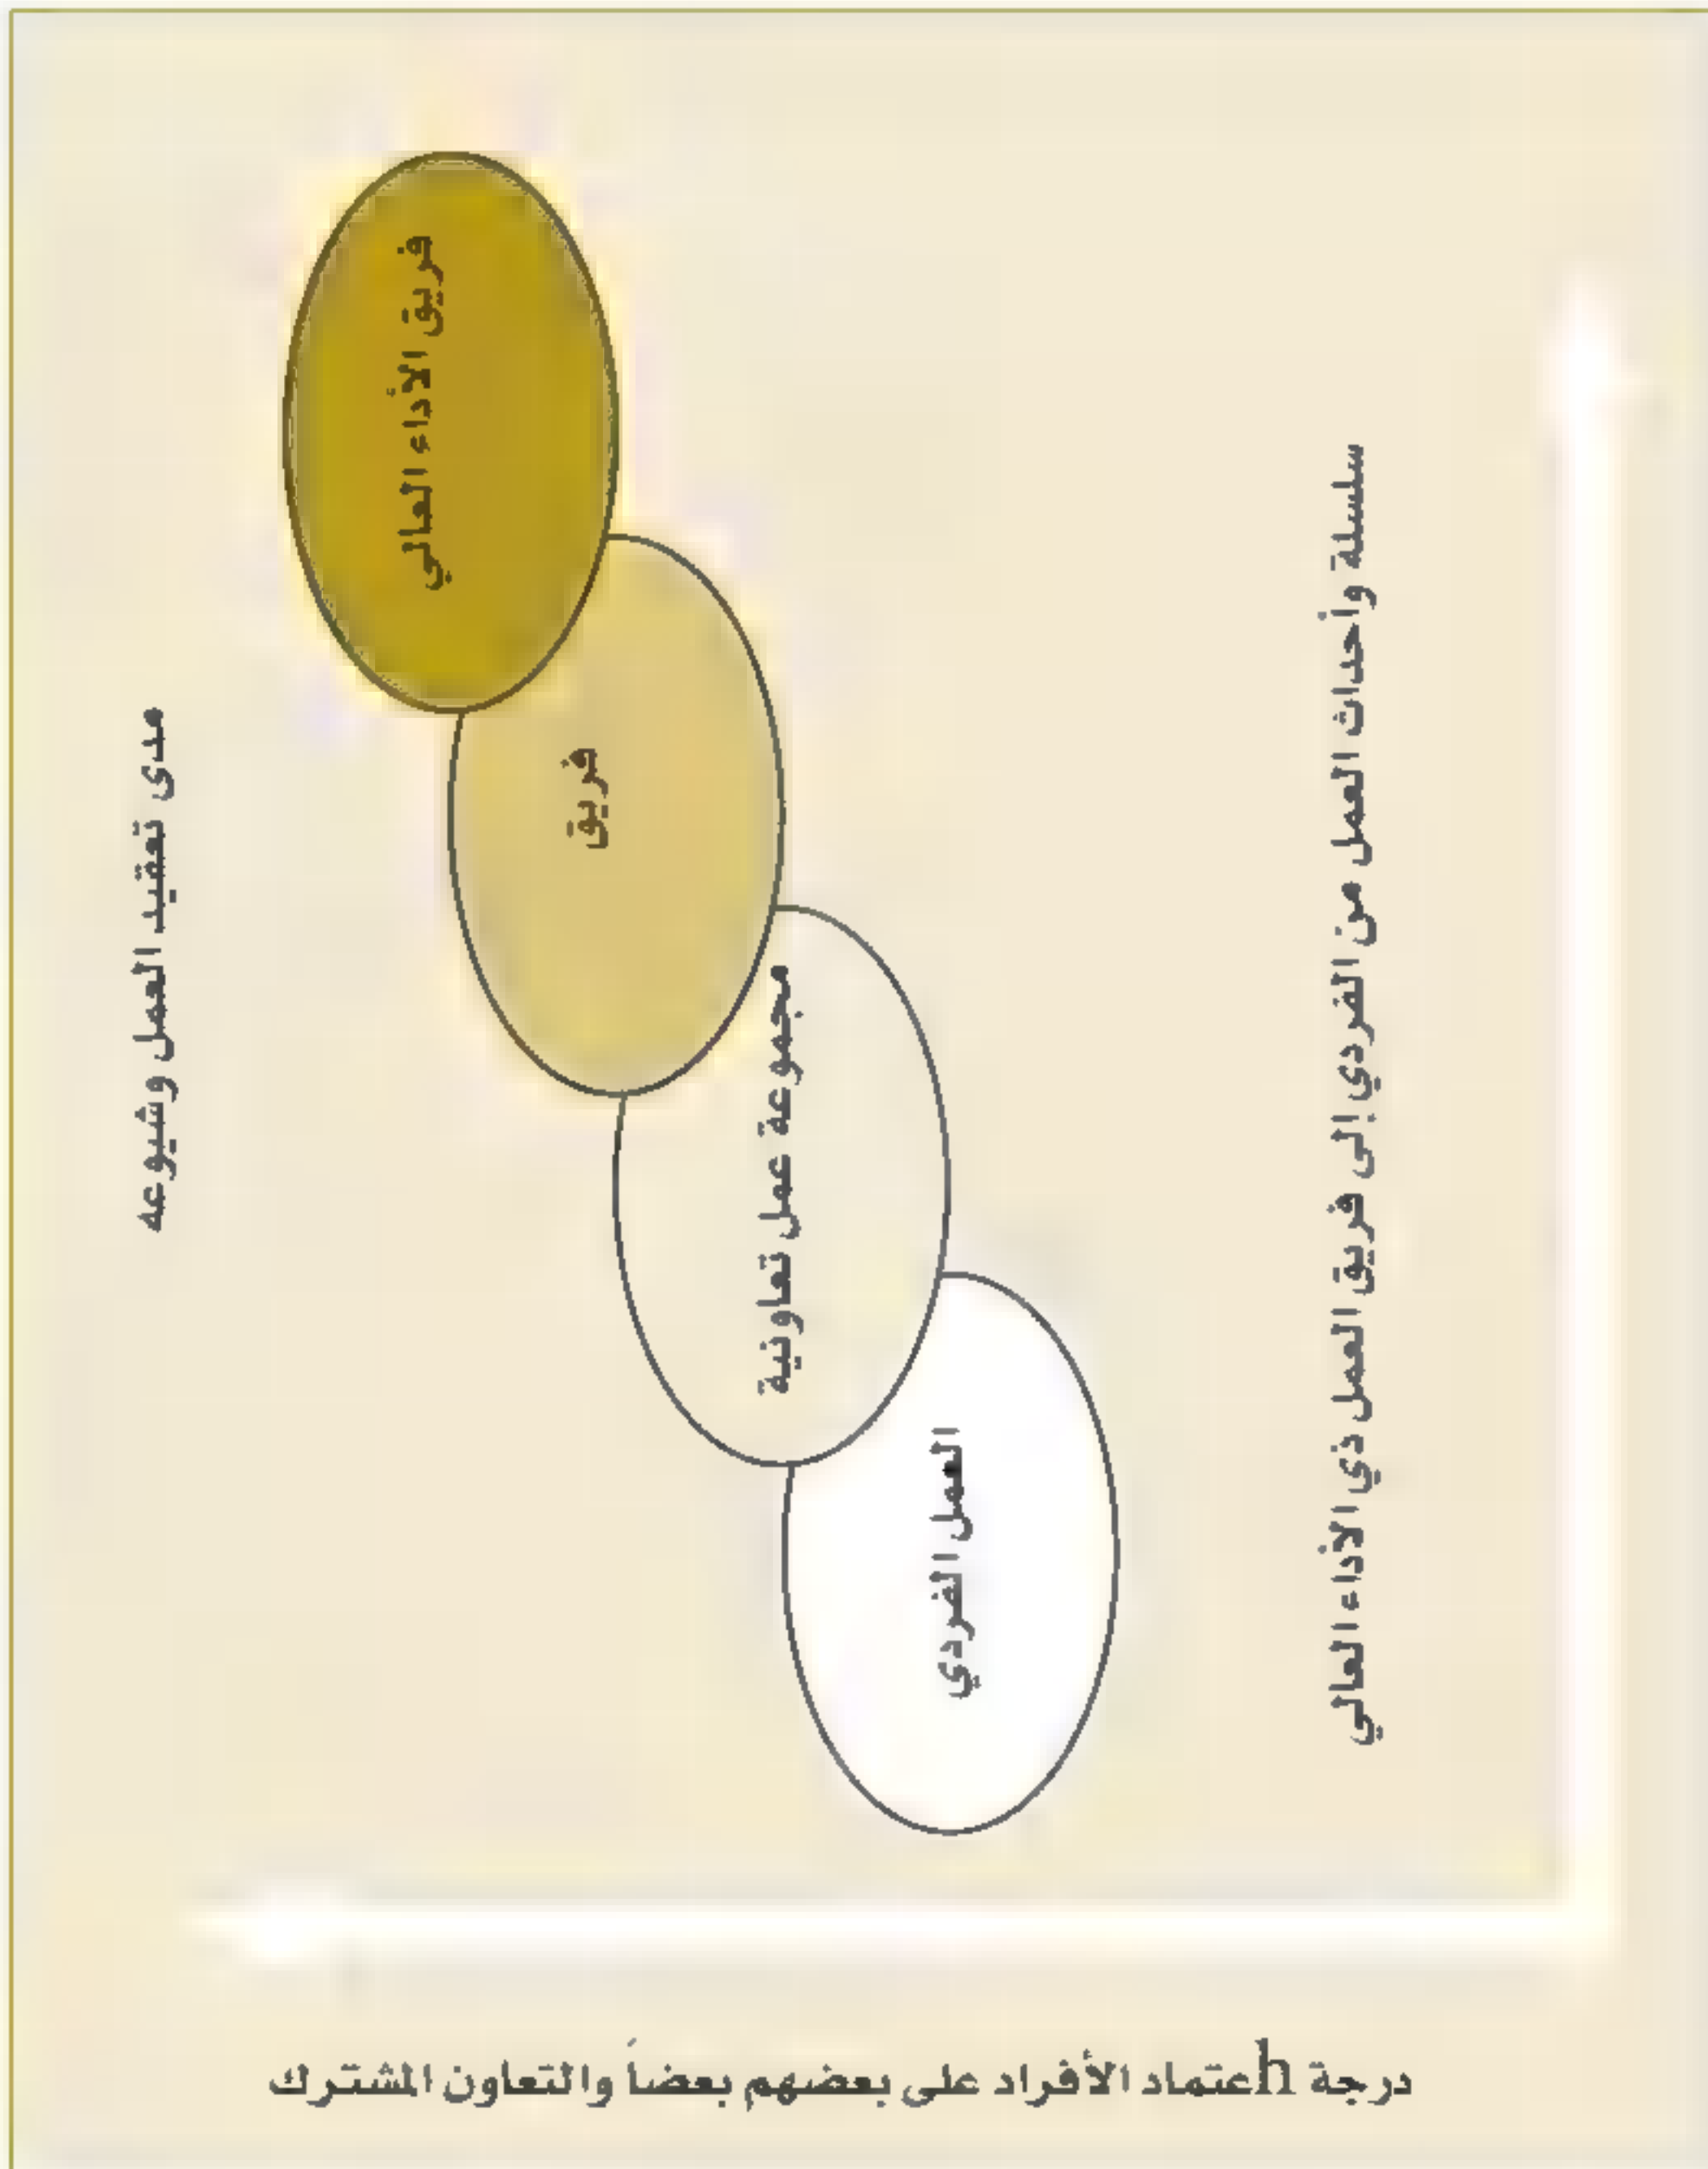 مدى تعقيد العمل وشيوعه
فريق الأداء العالي
فريق
مجموعة عمل تعاونية
العمل الفردي
سلسلة وأحداث العمل من الفردي إلى فريق العمل ذي الأداء العالي
درجة hعتماد الأفراد على بعضهم بعضاً والتعاون المشترك